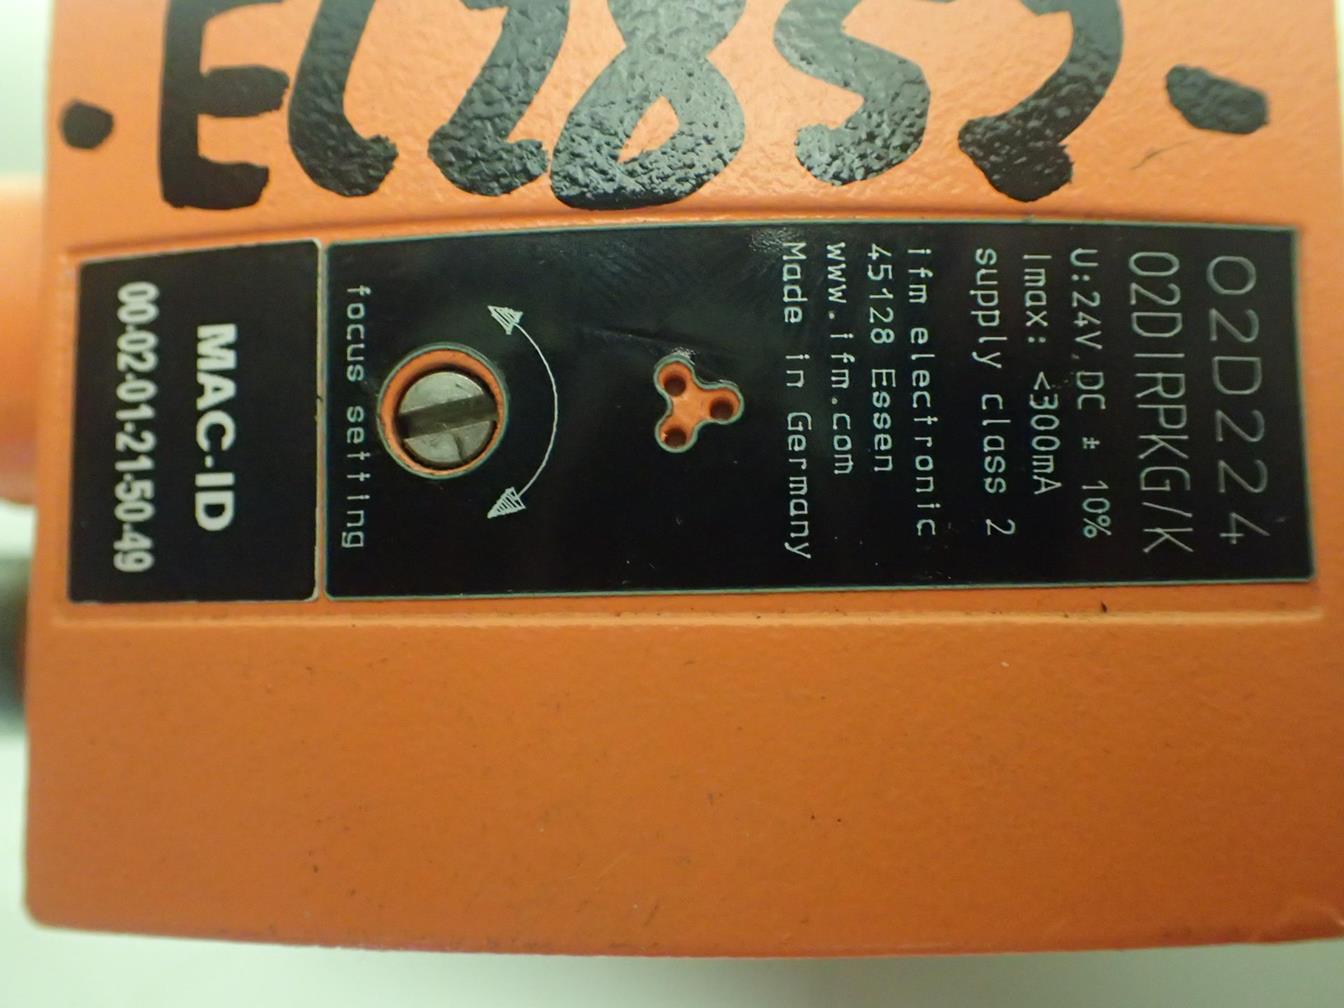 EC7852
O2D224
O2DIRPKG/K
U:24V.DC ± 10%
Imax: <300mA
supply class 2
ifm electronic
45128 Essen
www.ifm.com
Made in Germany
focus setting
MAC-ID
00-02-01-21-50-49